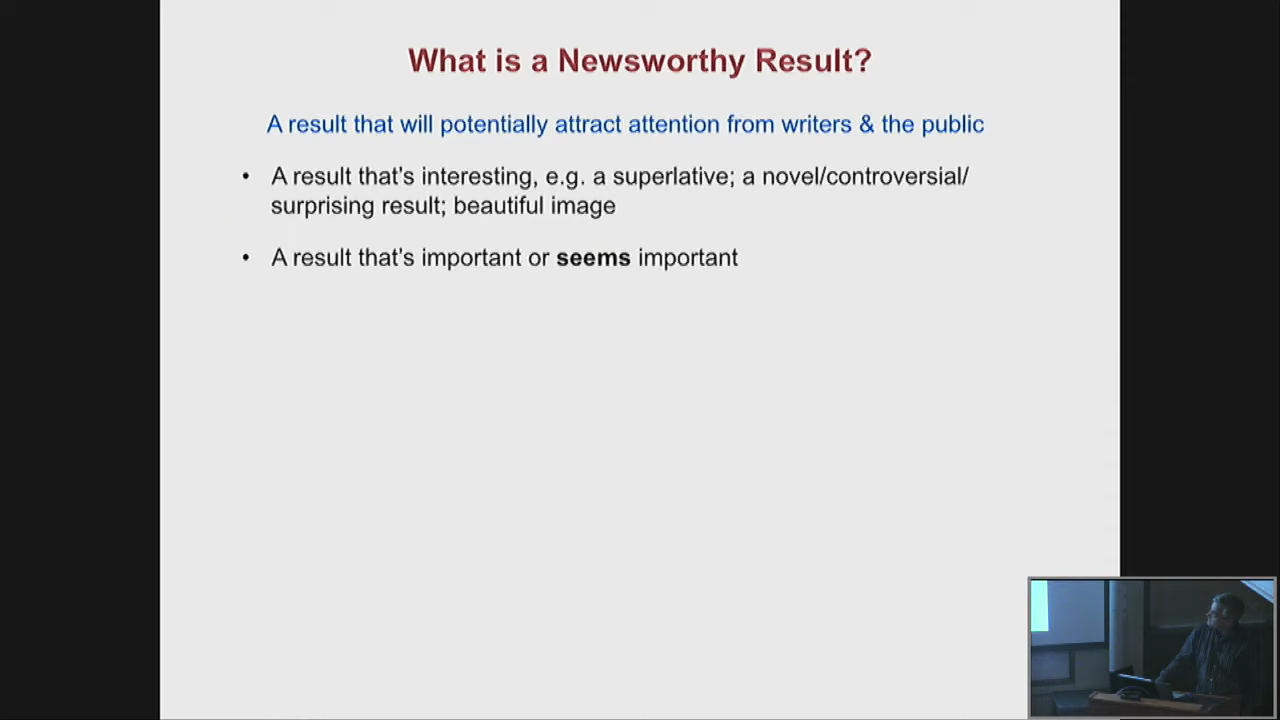 What is a Newsworthy Result?
A result that will potentially attract attention from writers & the public
• A result that's interesting, e.g. a superlative; a novel/controversial/
surprising result; beautiful image
• A result that's important or seems important